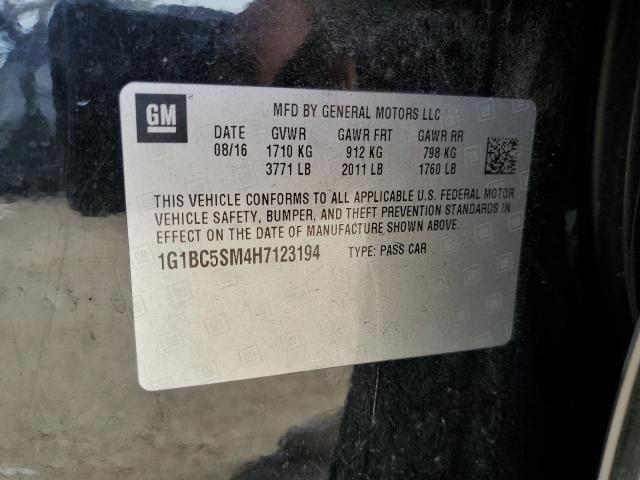 GM
MFD BY GENERAL MOTORS LLC
DATE GVWR GAWR FRT GAWR RR
08/16 1710 KG 912 KG 798 KG
3771 LB 2011 LB 1760 LB
THIS VEHICLE CONFORMS TO ALL APPLICABLE U.S. FEDERAL MOTOR
VEHICLE SAFETY, BUMPER, AND THEFT PREVENTION STANDARDS IN
EFFECT ON THE DATE OF MANUFACTURE SHOWN ABOVE.
1G1BC5SM4H7123194 TYPE: PASS CAR